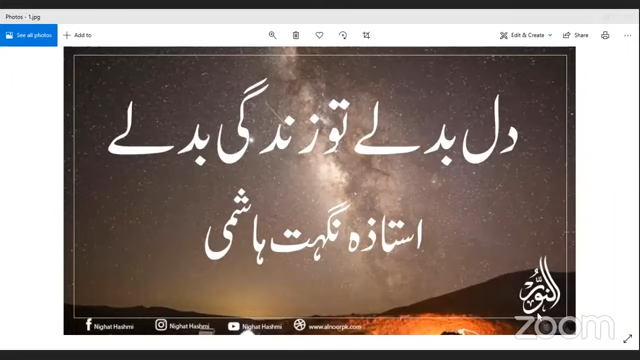 Photos - 1.jpg
See all photos
Add to
Edit & Create
Share
دل بدلے تو زندگی بدلے
استاذہ نگہت ہاشمی
النور
Nighat Hashmi
Nighat Hashmi
Nighat Hashmi
www.alnoorpk.com
zoom